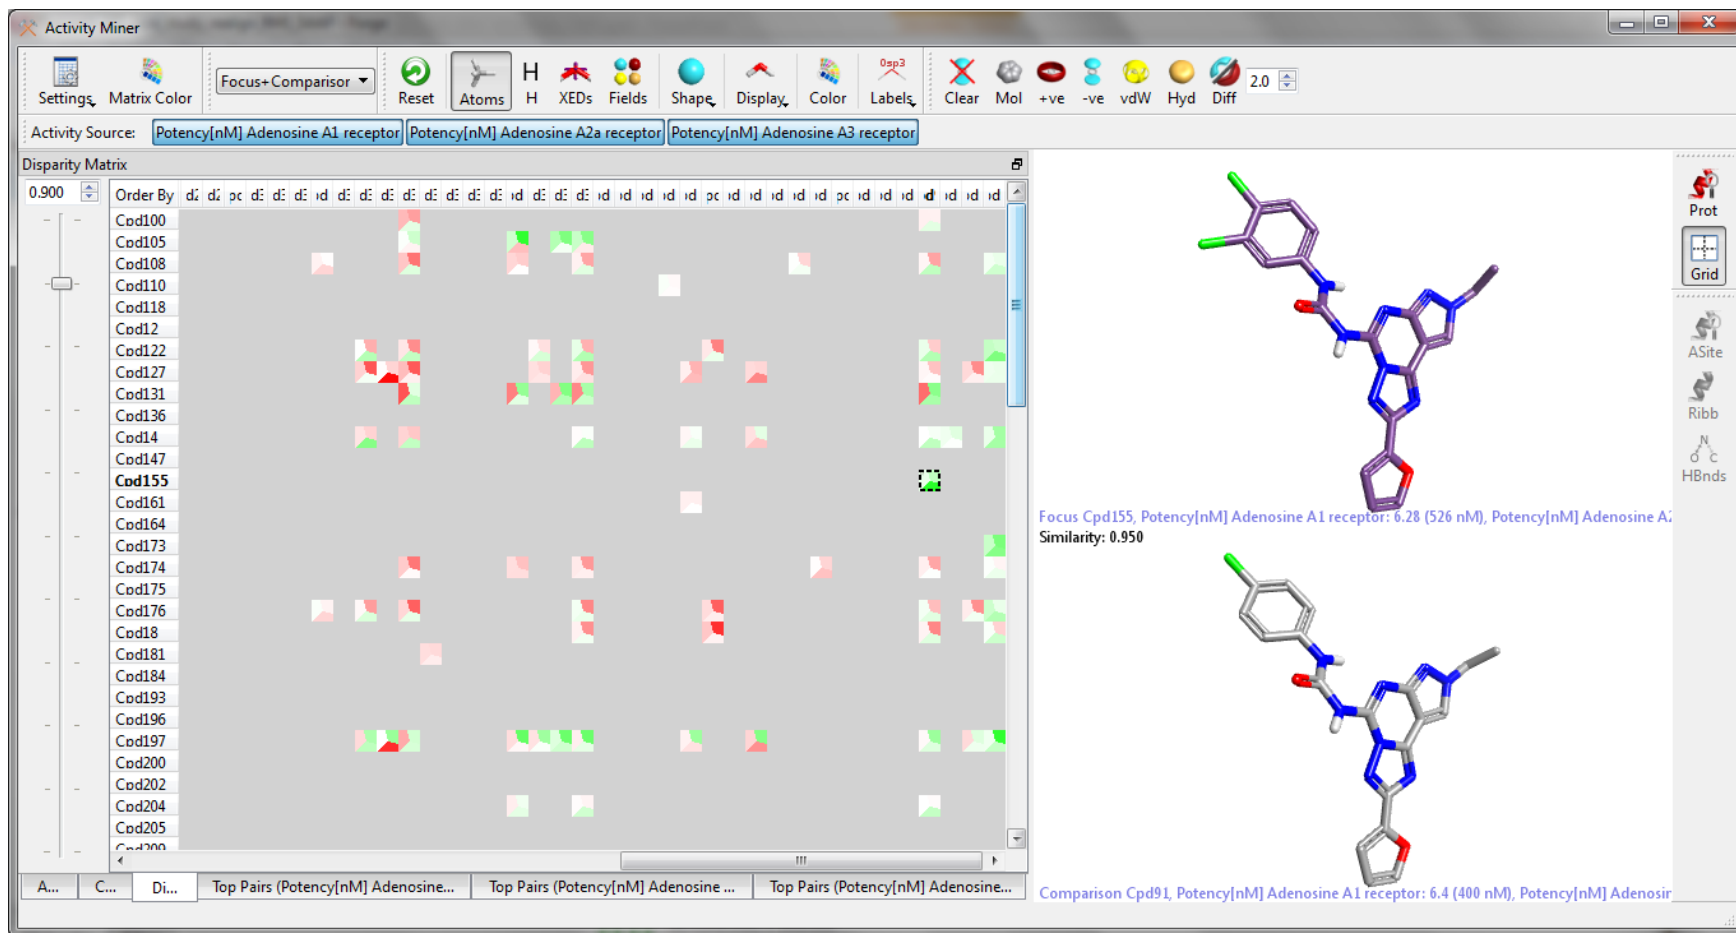 Activity Miner
Settings Matrix Color Focus+Comparisor Reset Atoms H H XEDs Fields Shape Display Color 0sp3 Labels Clear Mol +ve -ve vdW Hyd Diff 2.0
Activity Source: Potency[nM] Adenosine A1 receptor Potency[nM] Adenosine A2a receptor Potency[nM] Adenosine A3 receptor
Disparity Matrix
0.900
Order By
Cpd100
Cpd105
Cpd108
Cpd110
Cpd118
Cpd12
Cpd122
Cpd127
Cpd131
Cpd136
Cpd14
Cpd147
Cpd155
Cpd161
Cpd164
Cpd173
Cpd174
Cpd175
Cpd176
Cpd18
Cpd181
Cpd184
Cpd193
Cpd196
Cpd197
Cpd200
Cpd202
Cpd204
Cpd205
Cpd209
A... C... Di... Top Pairs (Potency[nM] Adenosine... Top Pairs (Potency[nM] Adenosine ... Top Pairs (Potency[nM] Adenosine...
Focus Cpd155, Potency[nM] Adenosine A1 receptor: 6.28 (526 nM), Potency[nM] Adenosine A2
Similarity: 0.950
Comparison Cpd91, Potency[nM] Adenosine A1 receptor: 6.4 (400 nM), Potency[nM] Adenosir
Prot
Grid
ASite
Ribb
N
O C
HBnds